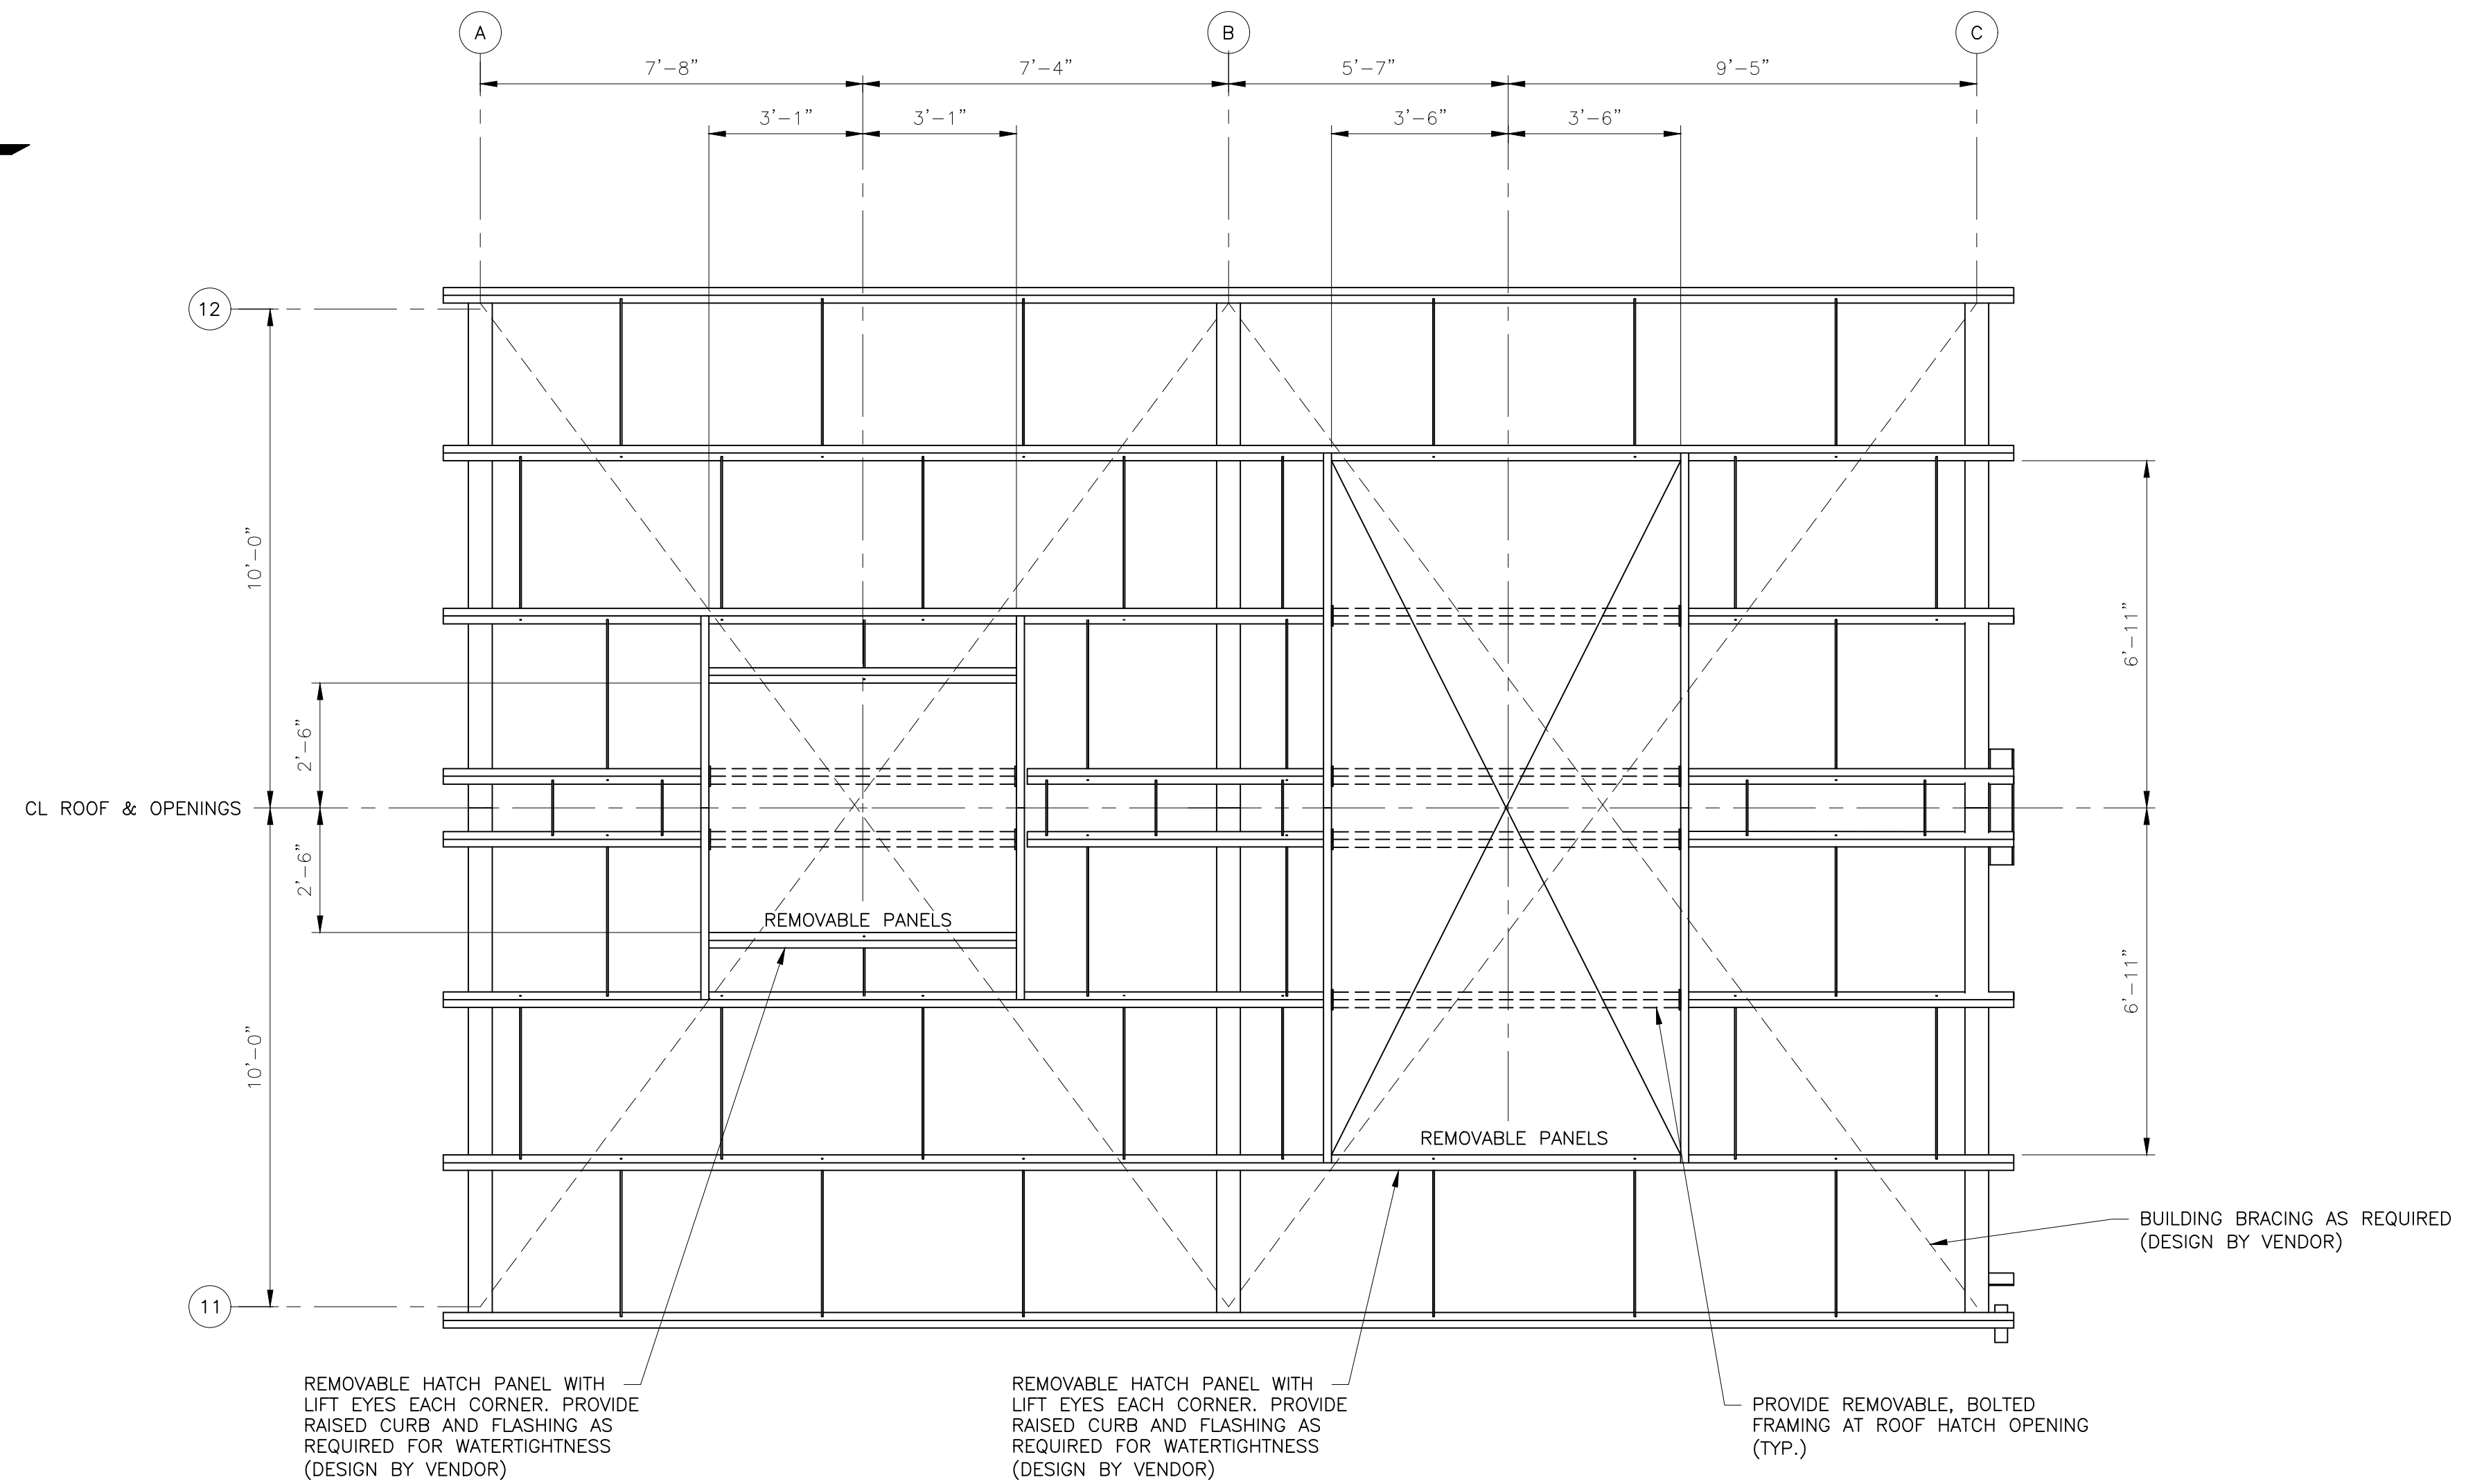 A
B
C
7'-8"
7'-4"
5'-7"
9'-5"
3'-1"
3'-1"
3'-6"
3'-6"
12
10'-0"
6'-11"
2'-6"
CL ROOF & OPENINGS
2'-6"
REMOVABLE PANELS
6'-11"
10'-0"
REMOVABLE PANELS
BUILDING BRACING AS REQUIRED
(DESIGN BY VENDOR)
11
REMOVABLE HATCH PANEL WITH
LIFT EYES EACH CORNER. PROVIDE
RAISED CURB AND FLASHING AS
REQUIRED FOR WATERTIGHTNESS
(DESIGN BY VENDOR)
REMOVABLE HATCH PANEL WITH
LIFT EYES EACH CORNER. PROVIDE
RAISED CURB AND FLASHING AS
REQUIRED FOR WATERTIGHTNESS
(DESIGN BY VENDOR)
PROVIDE REMOVABLE, BOLTED
FRAMING AT ROOF HATCH OPENING
(TYP.)